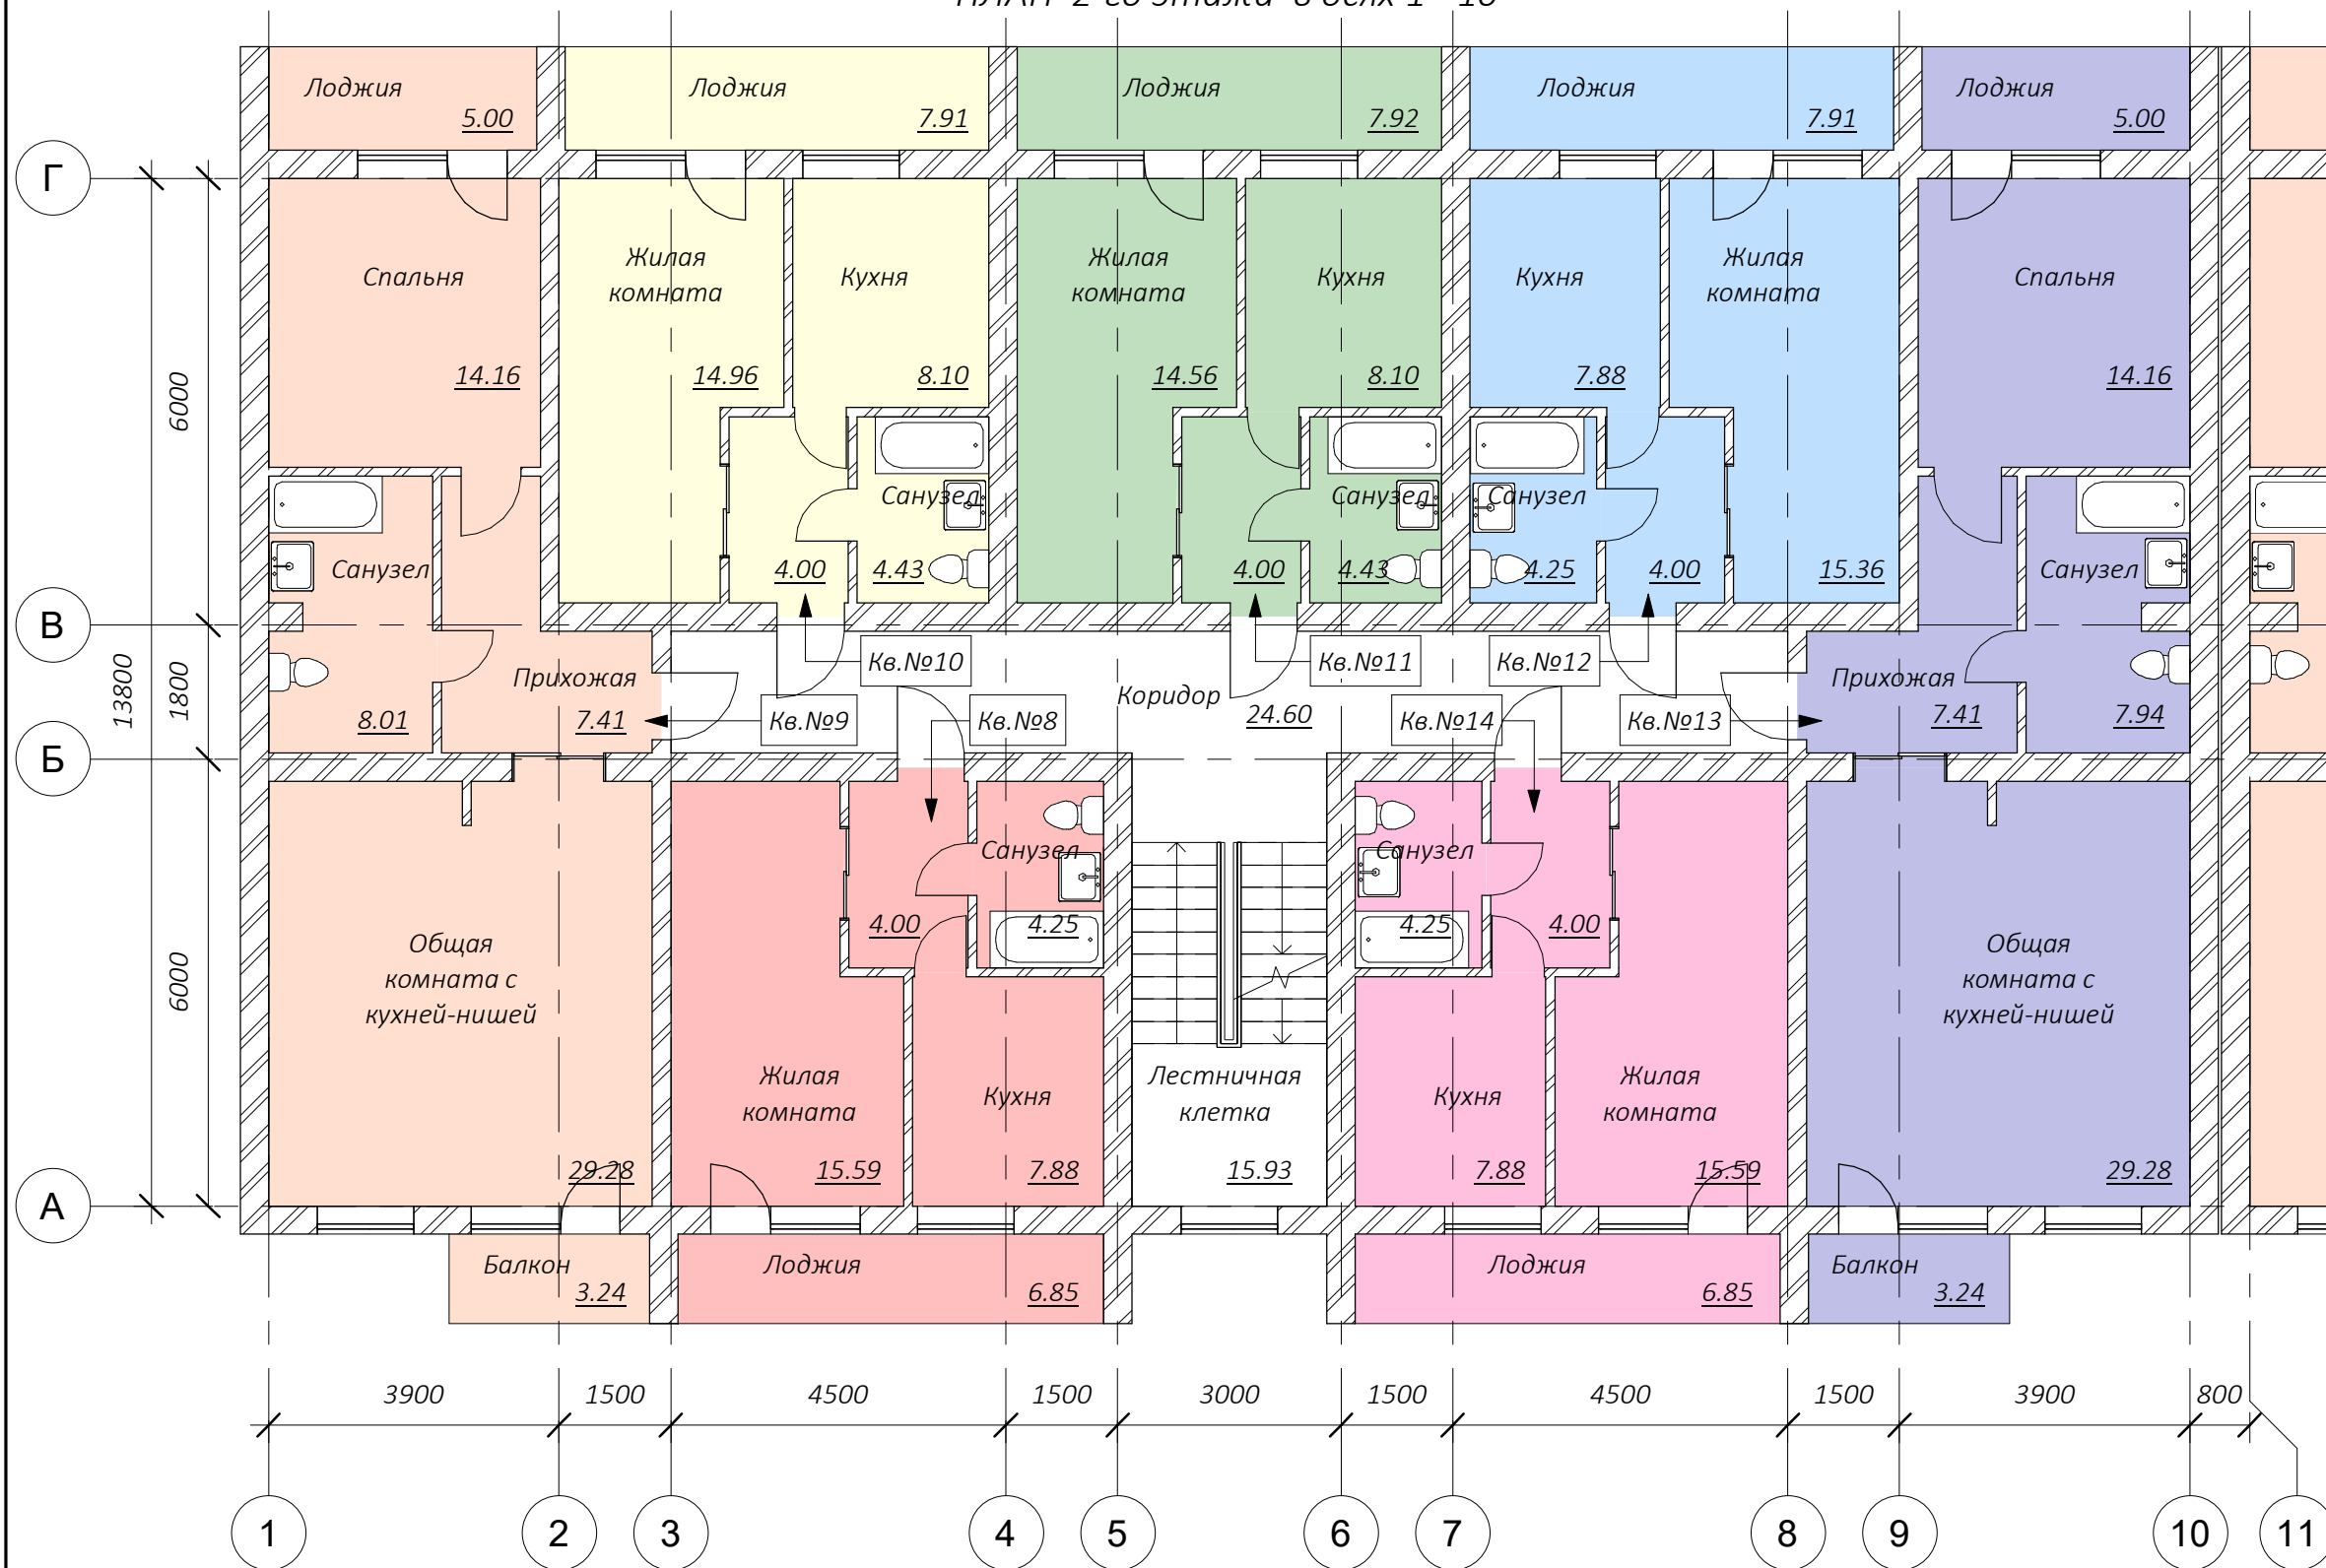 Лоджия
5.00
Лоджия
7.91
Лоджия
7.92
Лоджия
7.91
Лоджия
5.00
Г
Спальня
14.16
Жилая
комната
14.96
Кухня
8.10
Жилая
комната
14.56
Кухня
8.10
Кухня
7.88
Жилая
комната
15.36
Спальня
14.16
6000
Санузел
8.01
4.00
Санузел
4.43
4.00
Санузел
4.43
Санузел
4.25
4.00
Санузел
7.94
В
13800
1800
Прихожая
7.41
Кв.№10
Кв.№9
Кв.№8
Коридор
24.60
Кв.№11
Кв.№12
Кв.№14
Кв.№13
Прихожая
7.41
Б
6000
Общая
комната с
кухней-нишей
29.28
4.00
Санузел
4.25
Жилая
комната
15.59
Кухня
7.88
Лестничная
клетка
15.93
Санузел
4.25
4.00
Кухня
7.88
Жилая
комната
15.59
Общая
комната с
кухней-нишей
29.28
А
Балкон
3.24
Лоджия
6.85
Лоджия
6.85
Балкон
3.24
3900
1500
4500
1500
3000
1500
4500
1500
3900
800
1
2
3
4
5
6
7
8
9
10
11